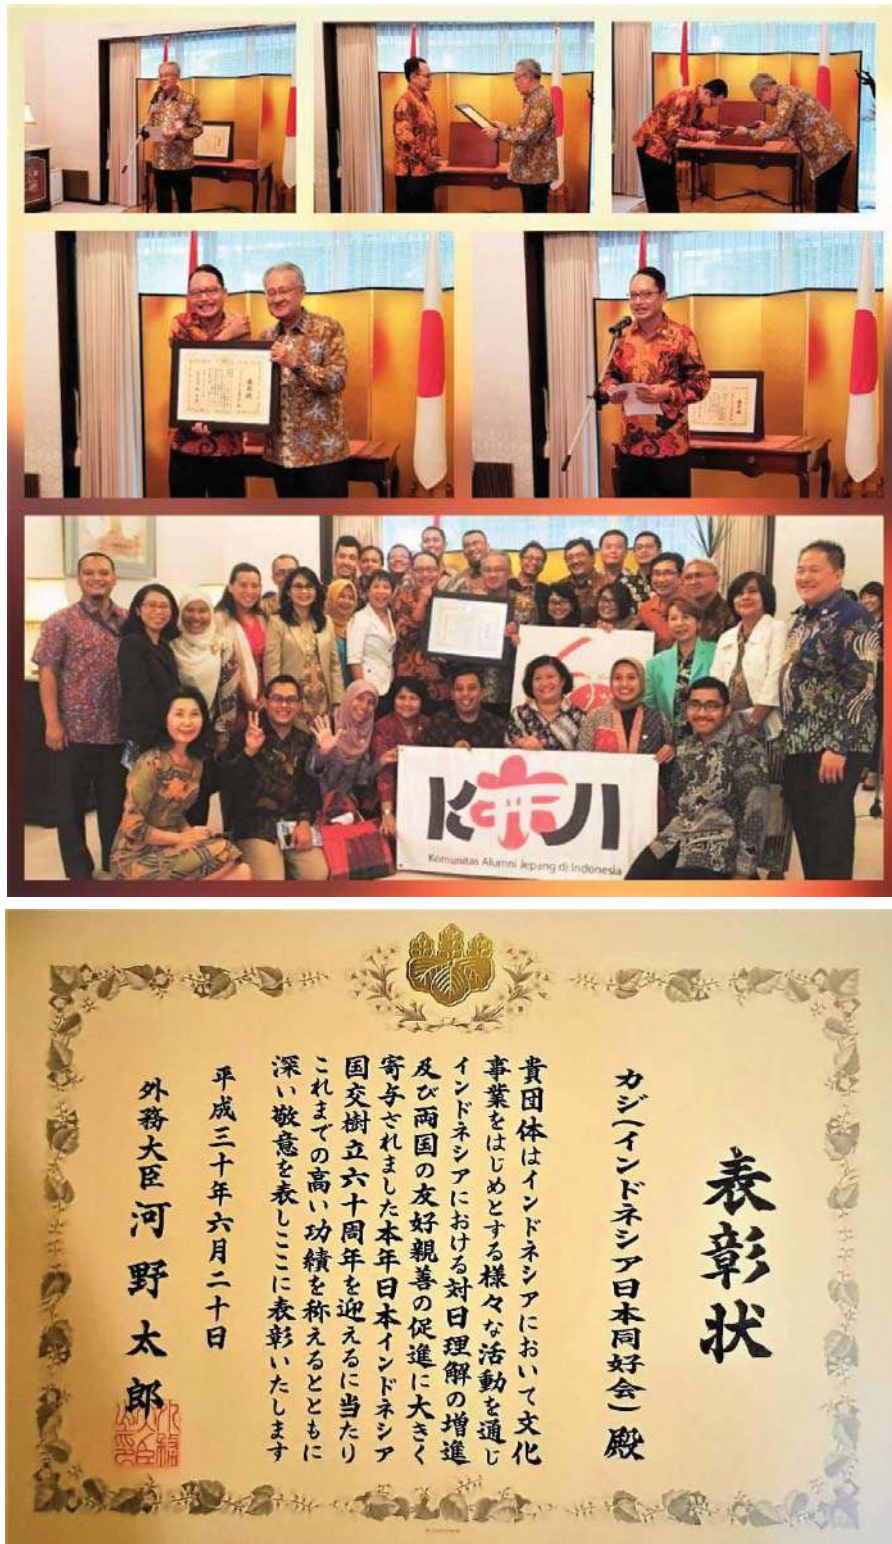 KAJI
Komunitas Alumni Jepang di Indonesia
表彰状
カジ(インドネシア日本同好会)殿
貴団体はインドネシアにおいて文化
事業をはじめとする様々な活動を通じ
インドネシアにおける対日理解の増進
及び両国の友好親善の促進に大きく
寄与されました本年日本インドネシア
国交樹立六十周年を迎えるに当たり
これまでの高い功績を称えるとともに
深い敬意を表しここに表彰いたします
平成三十年六月二十日
外務大臣河野太郎